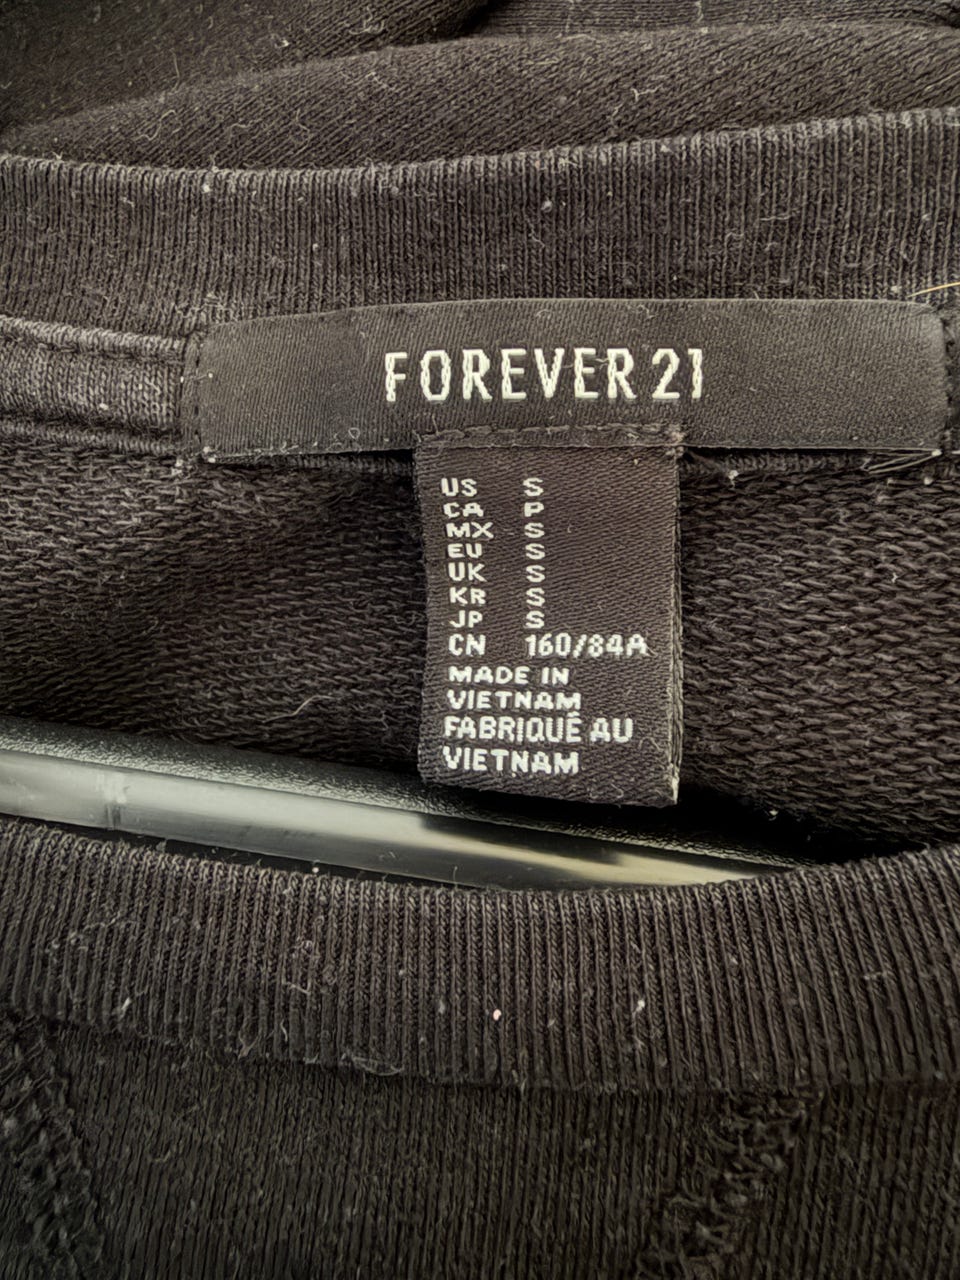 FOREVER 21
US S
CA P
MX S
EU S
UK S
KR S
JP S
CN 160/84A
MADE IN
VIETNAM
FABRIQUÉ AU
VIETNAM